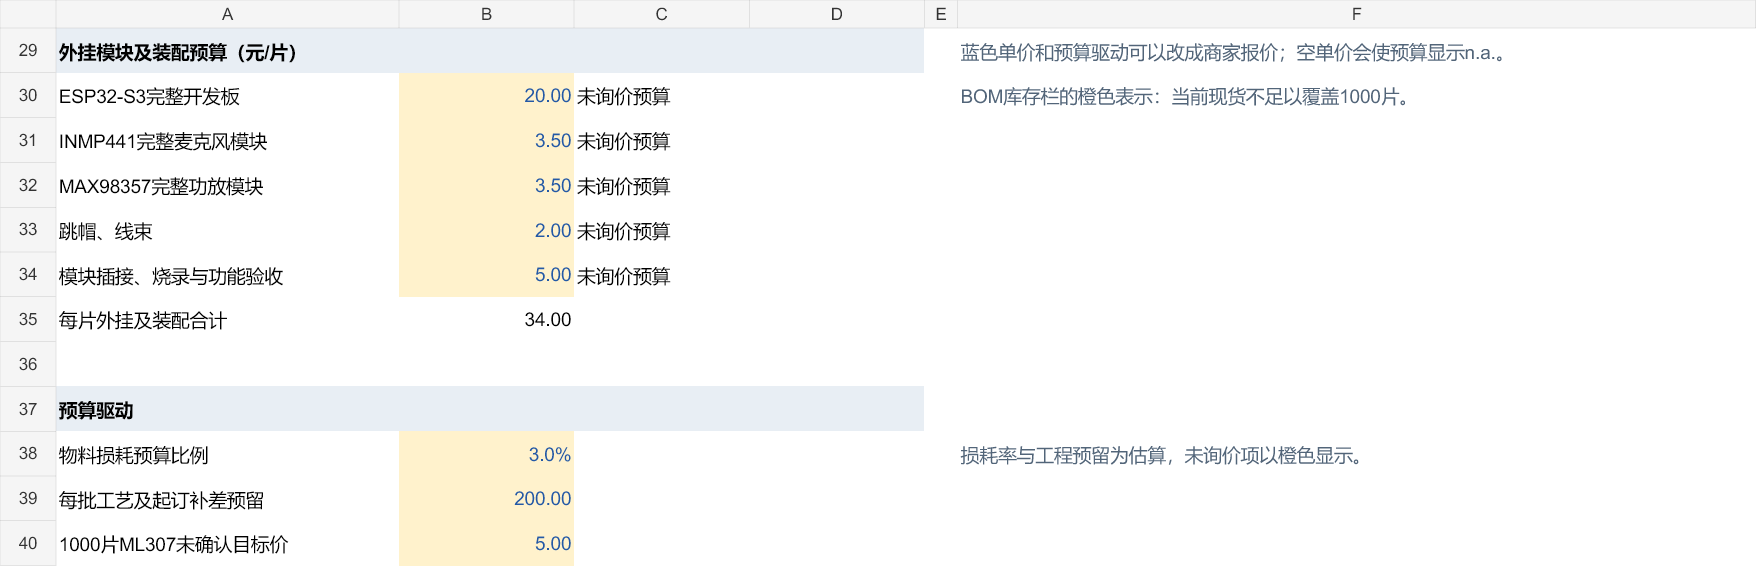 A B C D E F
29 外挂模块及装配预算（元/片） 蓝色单价和预算驱动可以改成商家报价；空单价会使预算显示n.a.。
30 ESP32-S3完整开发板 20.00 未询价预算 BOM库存栏的橙色表示：当前现货不足以覆盖1000片。
31 INMP441完整麦克风模块 3.50 未询价预算
32 MAX98357完整功放模块 3.50 未询价预算
33 跳帽、线束 2.00 未询价预算
34 模块插接、烧录与功能验收 5.00 未询价预算
35 每片外挂及装配合计 34.00
36
37 预算驱动
38 物料损耗预算比例 3.0% 损耗率与工程预留为估算，未询价项以橙色显示。
39 每批工艺及起订补差预留 200.00
40 1000片ML307未确认目标价 5.00